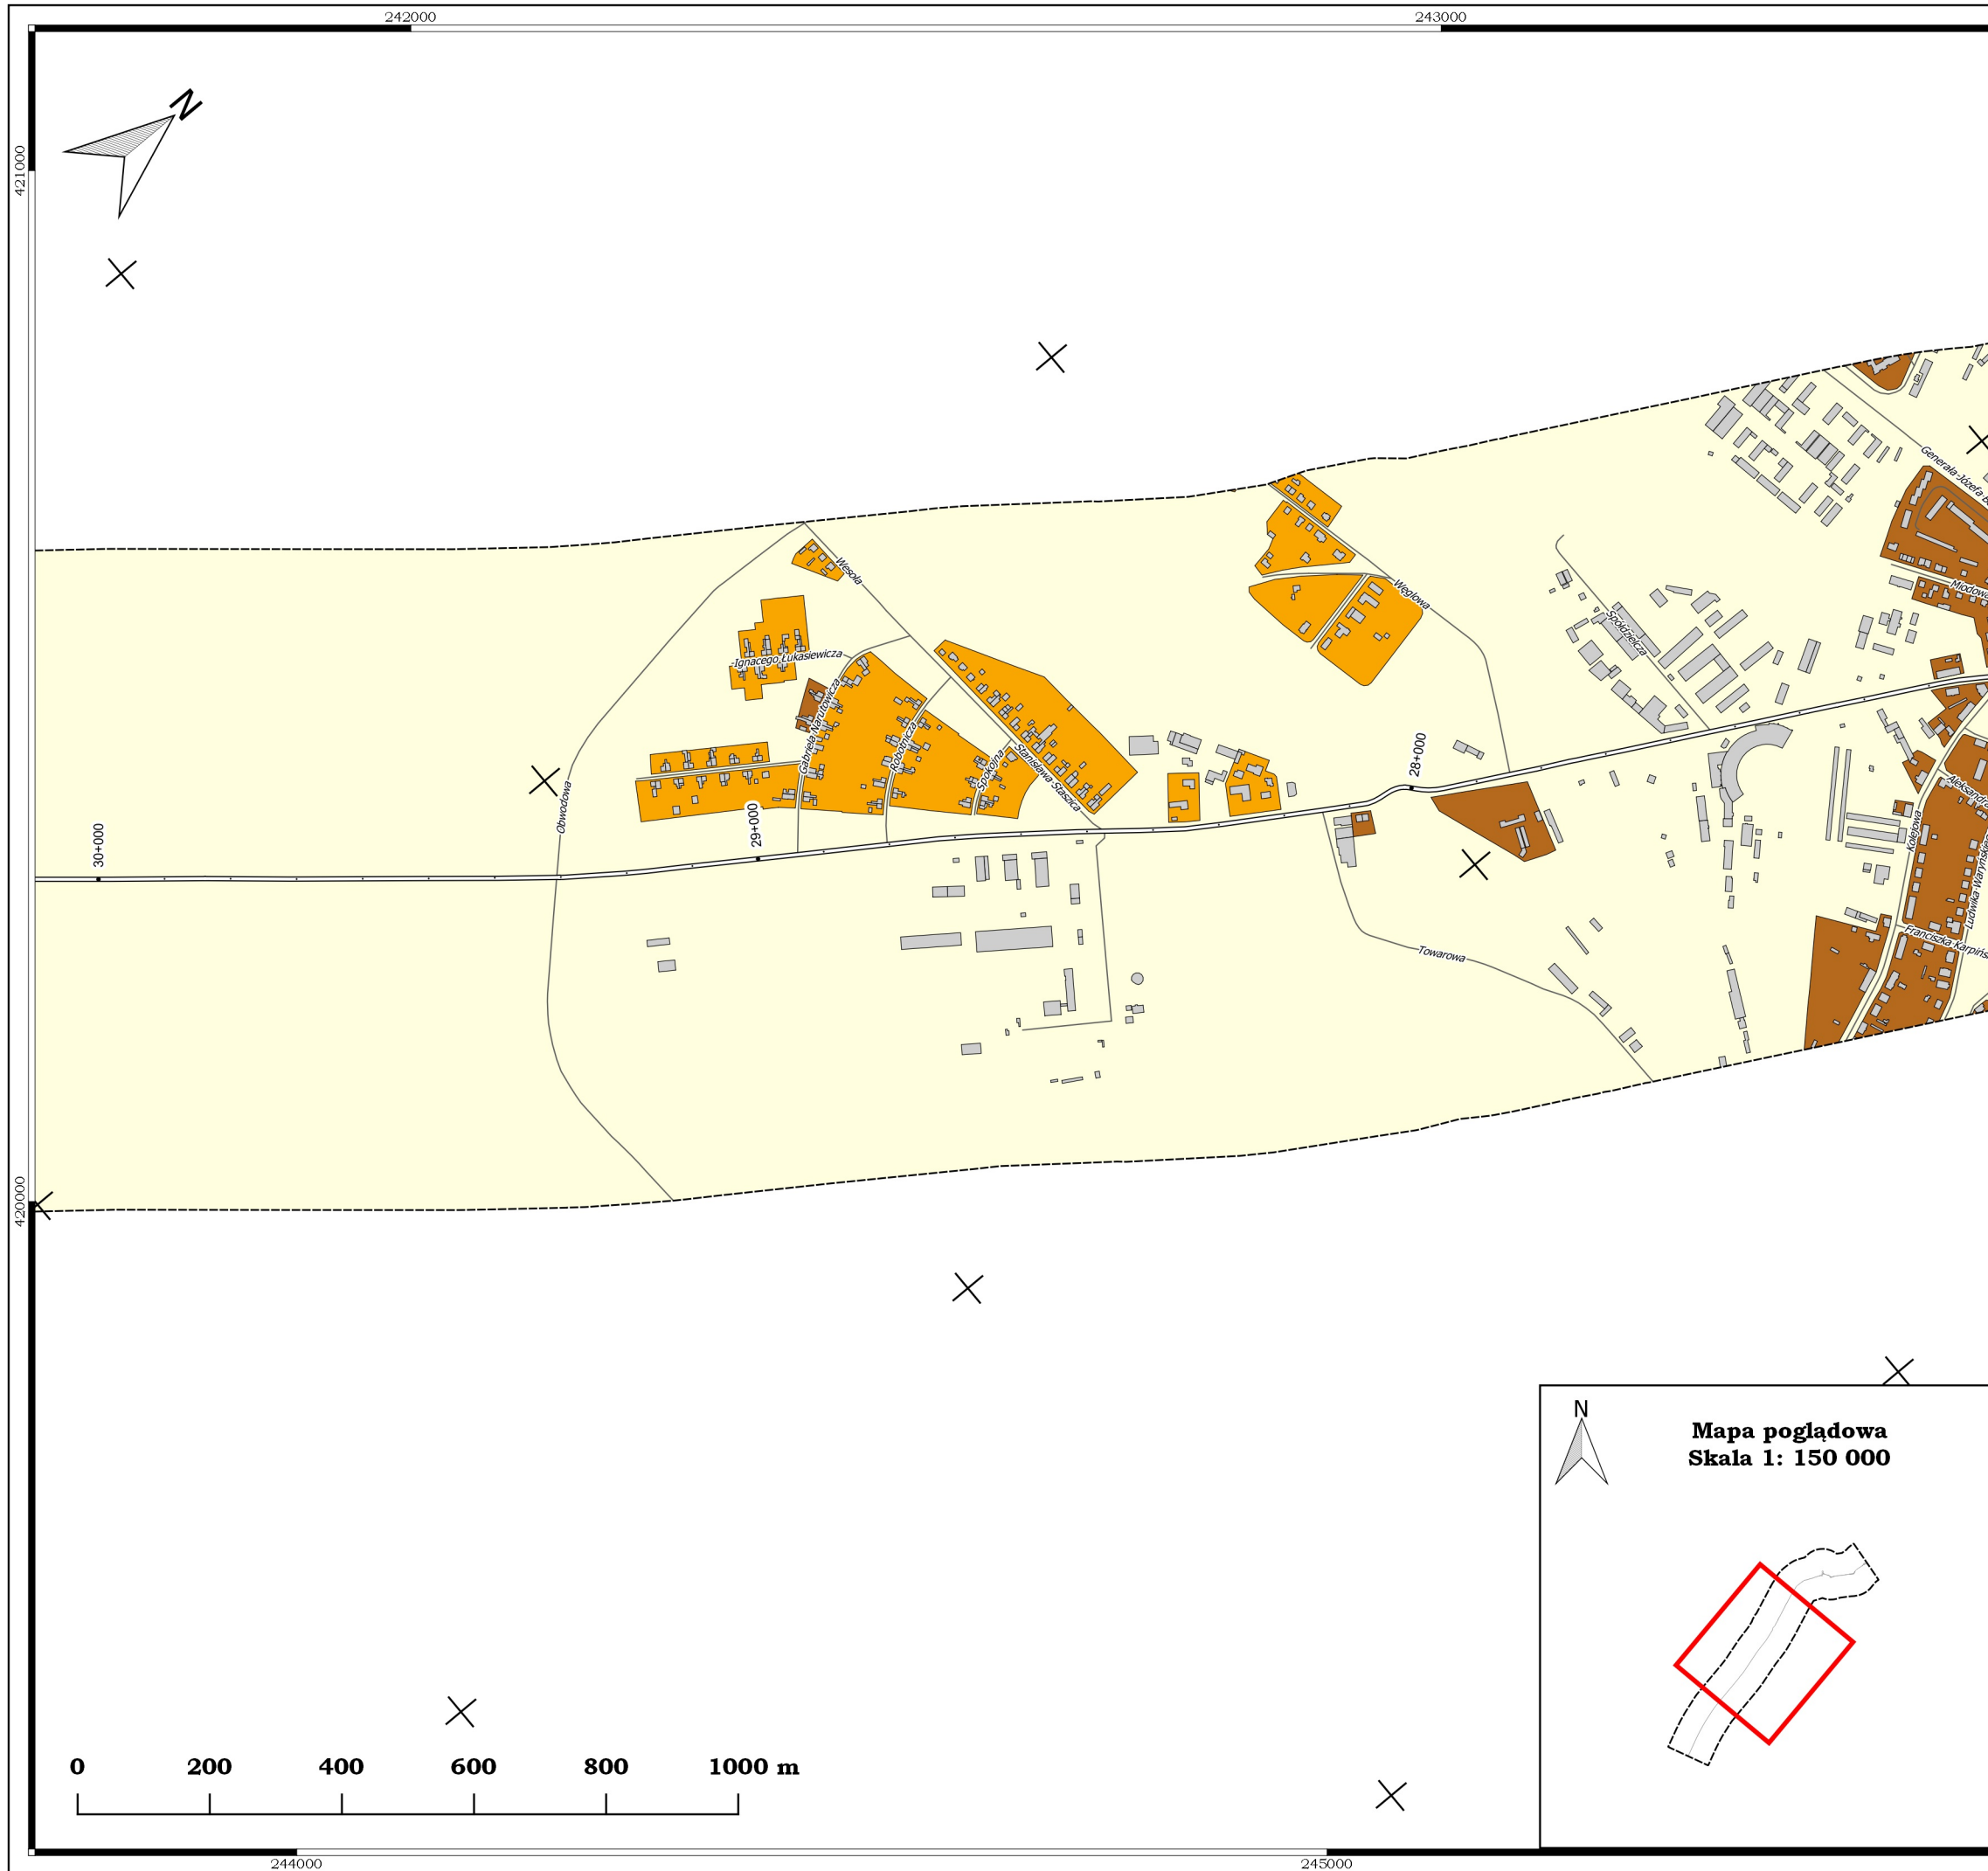 242000
243000
421000
N
Generała Józefa B
Wesoła
Węglowa
Miodowa
Spółdzielcza
Ignacego Łukasiewicza
Gabriela Narutowicza
Robotnicza
Spokojna
Stanisława Staszica
28+000
Obwodowa
29+000
30+000
Aleksandra
Kolejowa
Ludwika Waryńskieg
Franciszka Karpińs
Towarowa
420000
N
Mapa poglądowa
Skala 1: 150 000
0 200 400 600 800 1000 m
244000
245000